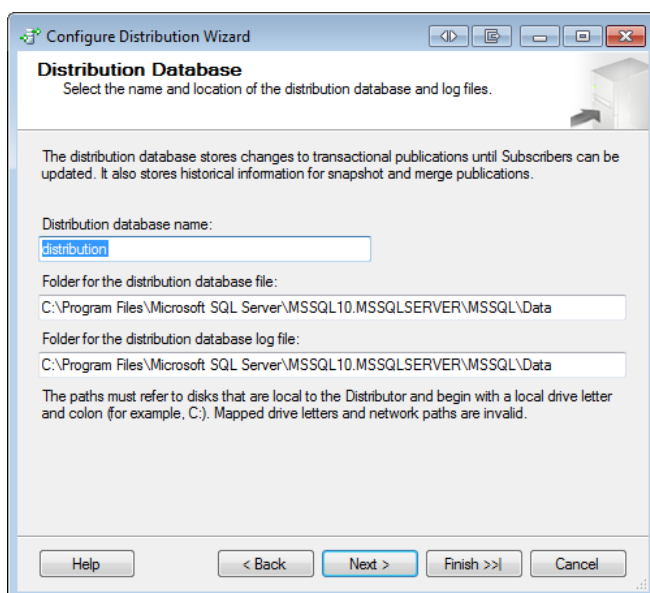 Configure Distribution Wizard
Distribution Database
Select the name and location of the distribution database and log files.
The distribution database stores changes to transactional publications until Subscribers can be
updated. It also stores historical information for snapshot and merge publications.
Distribution database name:
distribution
Folder for the distribution database file:
C:\Program Files\Microsoft SQL Server\MSSQL10.MSSQLSERVER\MSSQL\Data
Folder for the distribution database log file:
C:\Program Files\Microsoft SQL Server\MSSQL10.MSSQLSERVER\MSSQL\Data
The paths must refer to disks that are local to the Distributor and begin with a local drive letter
and colon (for example, C:). Mapped drive letters and network paths are invalid.
Help < Back Next > Finish >>| Cancel